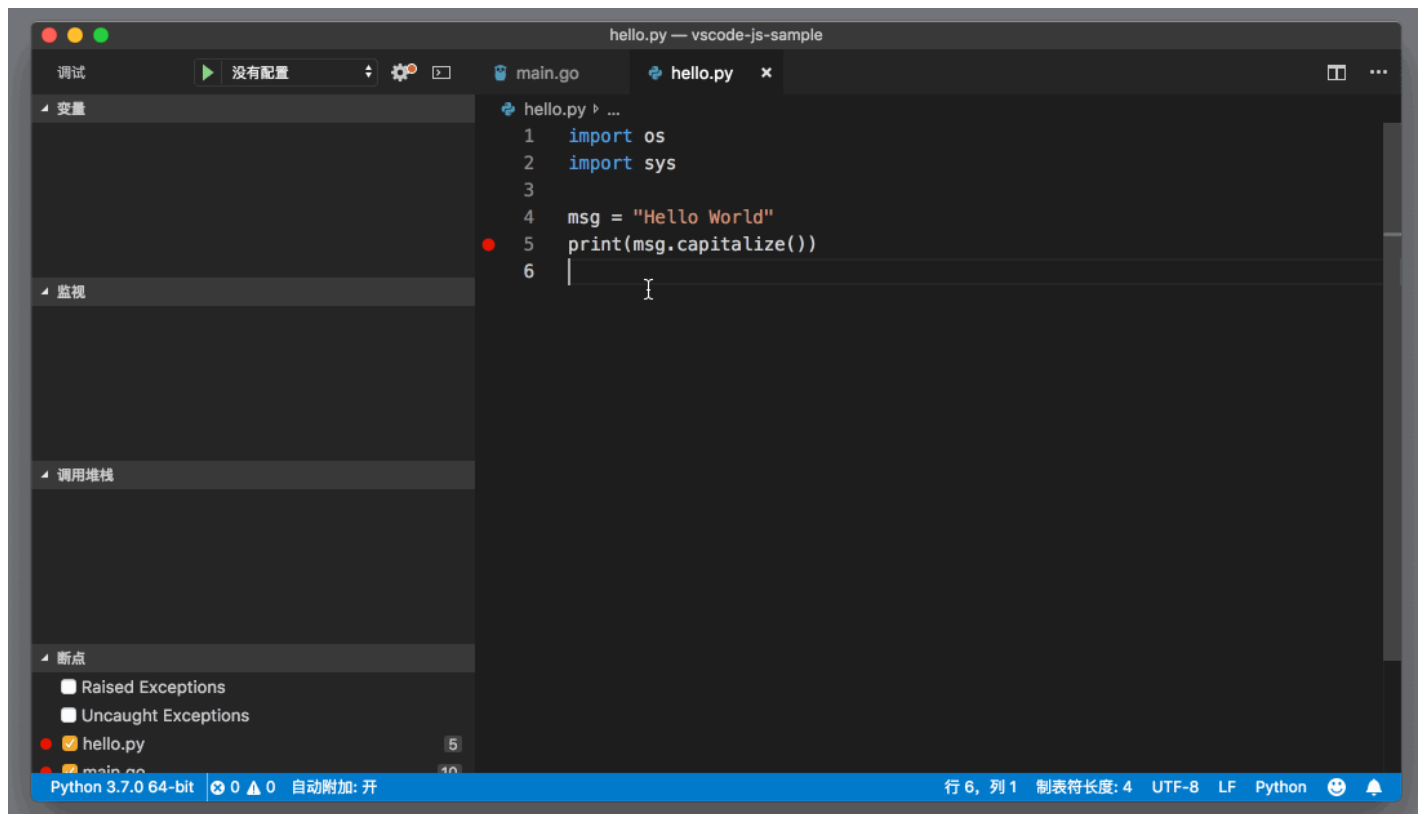 hello.py — vscode-js-sample
调试 没有配置 main.go hello.py
变量
hello.py ...
1 import os
2 import sys
3
4 msg = "Hello World"
5 print(msg.capitalize())
6
监视
调用堆栈
断点
Raised Exceptions
Uncaught Exceptions
hello.py 5
main.go 10
Python 3.7.0 64-bit 0 0 自动附加: 开 行 6，列 1 制表符长度: 4 UTF-8 LF Python